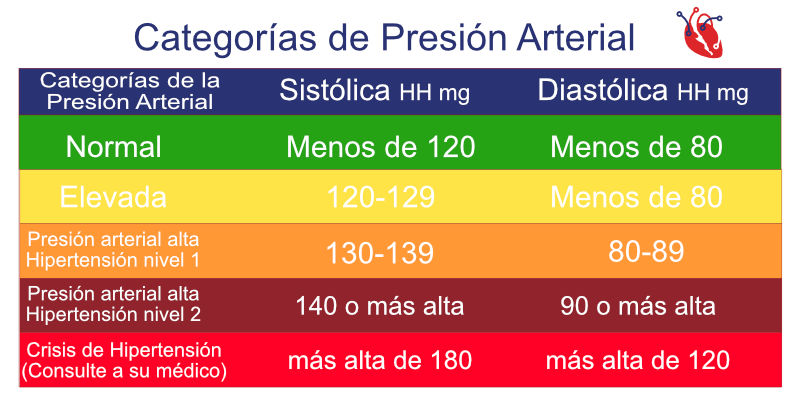 Categorías de Presión Arterial
Categorías de la
Presión Arterial
Sistólica HH mg
Diastólica HH mg
Normal
Menos de 120
Menos de 80
Elevada
120-129
Menos de 80
Presión arterial alta
Hipertensión nivel 1
130-139
80-89
Presión arterial alta
Hipertensión nivel 2
140 o más alta
90 o más alta
Crisis de Hipertensión
(Consulte a su médico)
más alta de 180
más alta de 120